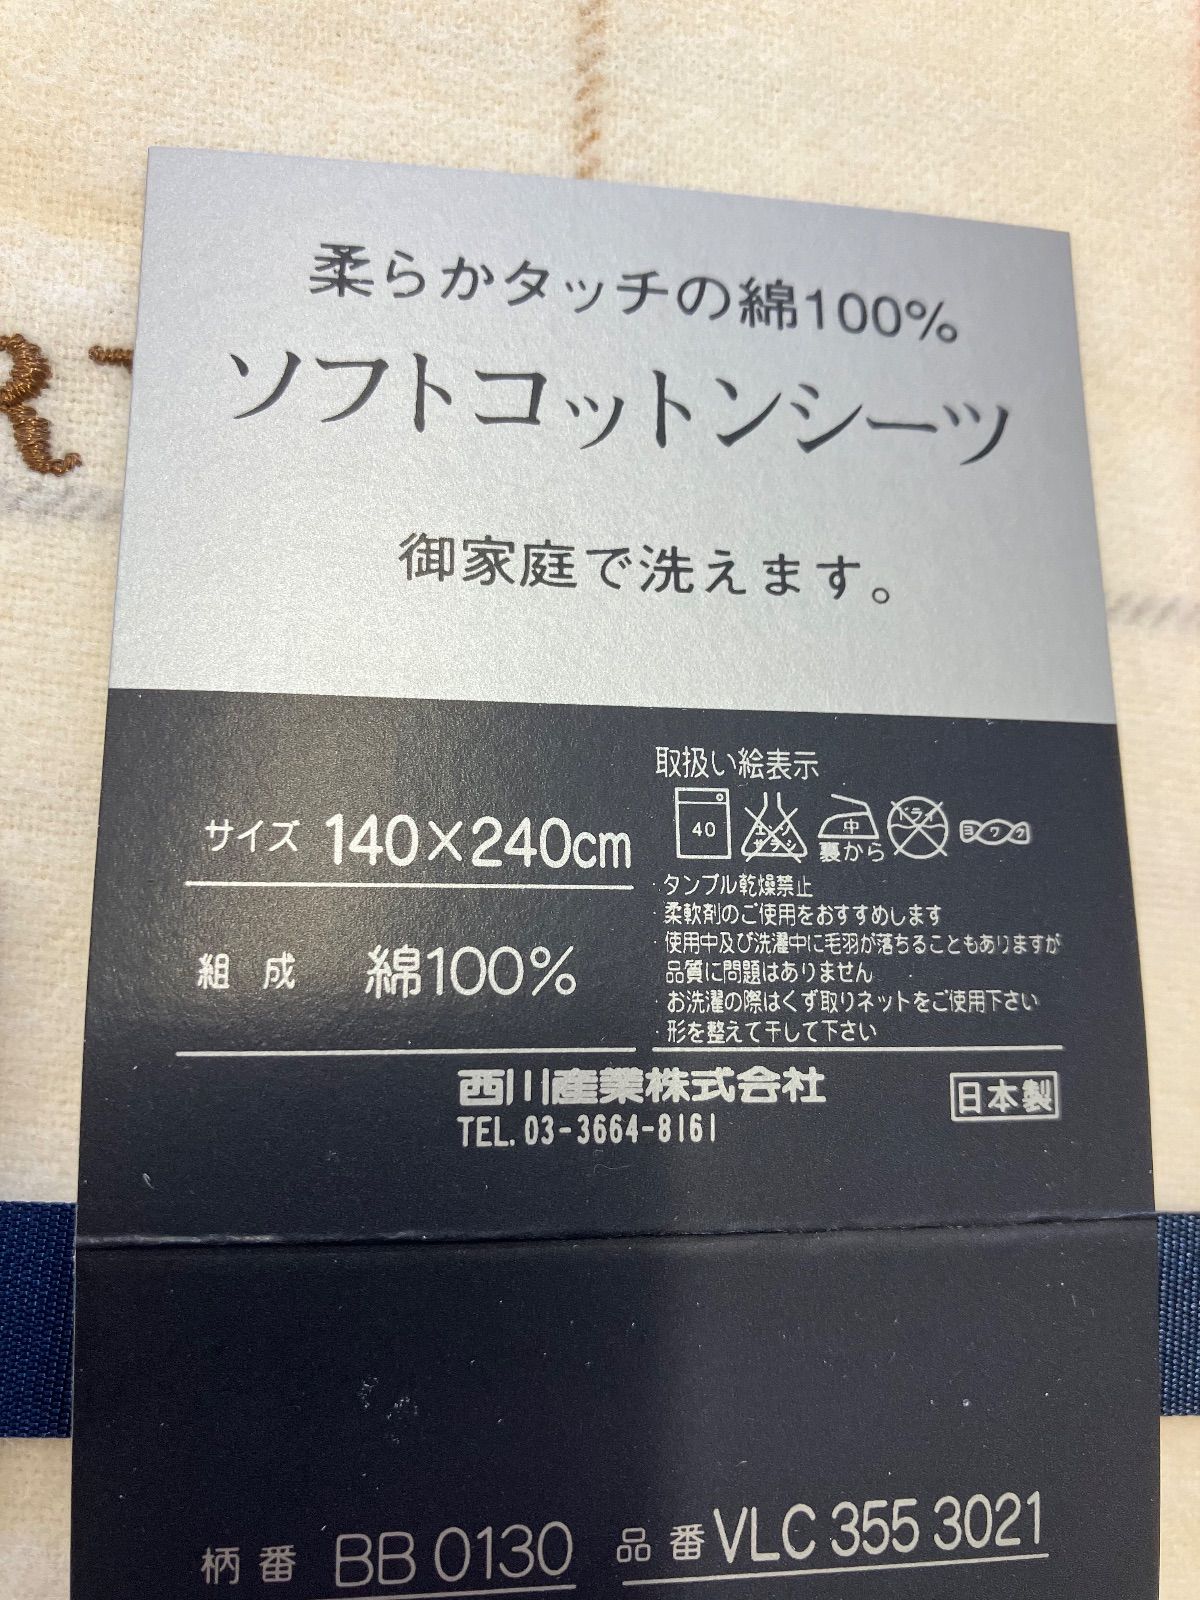 柔らかタッチの綿100%
ソフトコットンシーツ
御家庭で洗えます。
サイズ 140×240cm
組成 綿100%
取扱い絵表示
40 エンソ サラシ 中 ドライ ヨワク
裏から
・タンブル乾燥禁止
・柔軟剤のご使用をおすすめします
・使用中及び洗濯中に毛羽が落ちることもありますが
品質に問題はありません
・お洗濯の際はくず取りネットをご使用下さい
・形を整えて干して下さい
西川産業株式会社
TEL. 03-3664-8161
日本製
柄番 BB 0130 品番 VLC 355 3021
R